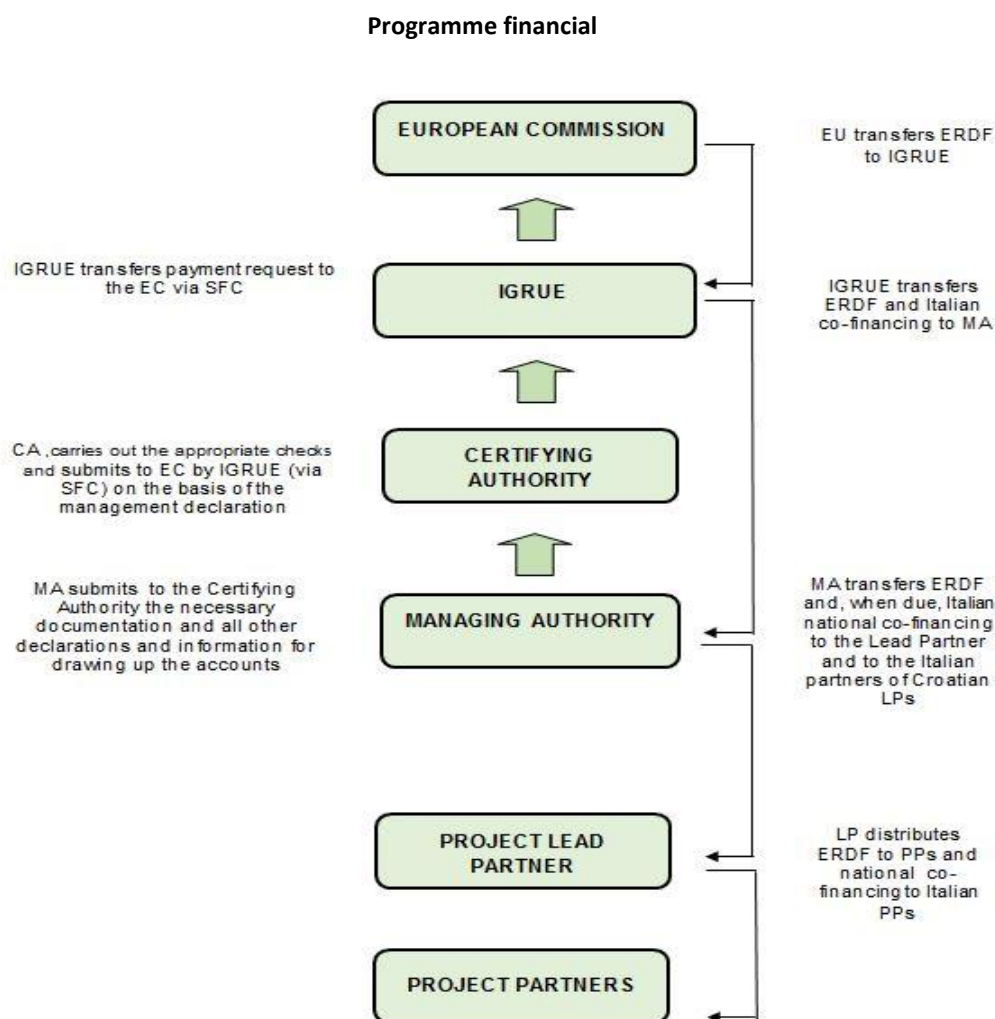 Programme financial
EUROPEAN COMMISSION
EU transfers ERDF
to IGRUE
IGRUE transfers payment request to
the EC via SFC
IGRUE
IGRUE transfers
ERDF and Italian
co-financing to MA
CA ,carries out the appropriate checks
and submits to EC by IGRUE (via
SFC) on the basis of the
management declaration
CERTIFYING
AUTHORITY
MA submits to the Certifying
Authority the necessary
documentation and all other
declarations and information for
drawing up the accounts
MANAGING AUTHORITY
MA transfers ERDF
and, when due, Italian
national co-financing
to the Lead Partner
and to the Italian
partners of Croatian
LPs
PROJECT LEAD
PARTNER
LP distributes
ERDF to PPs and
national co-
financing to Italian
PPs
PROJECT PARTNERS